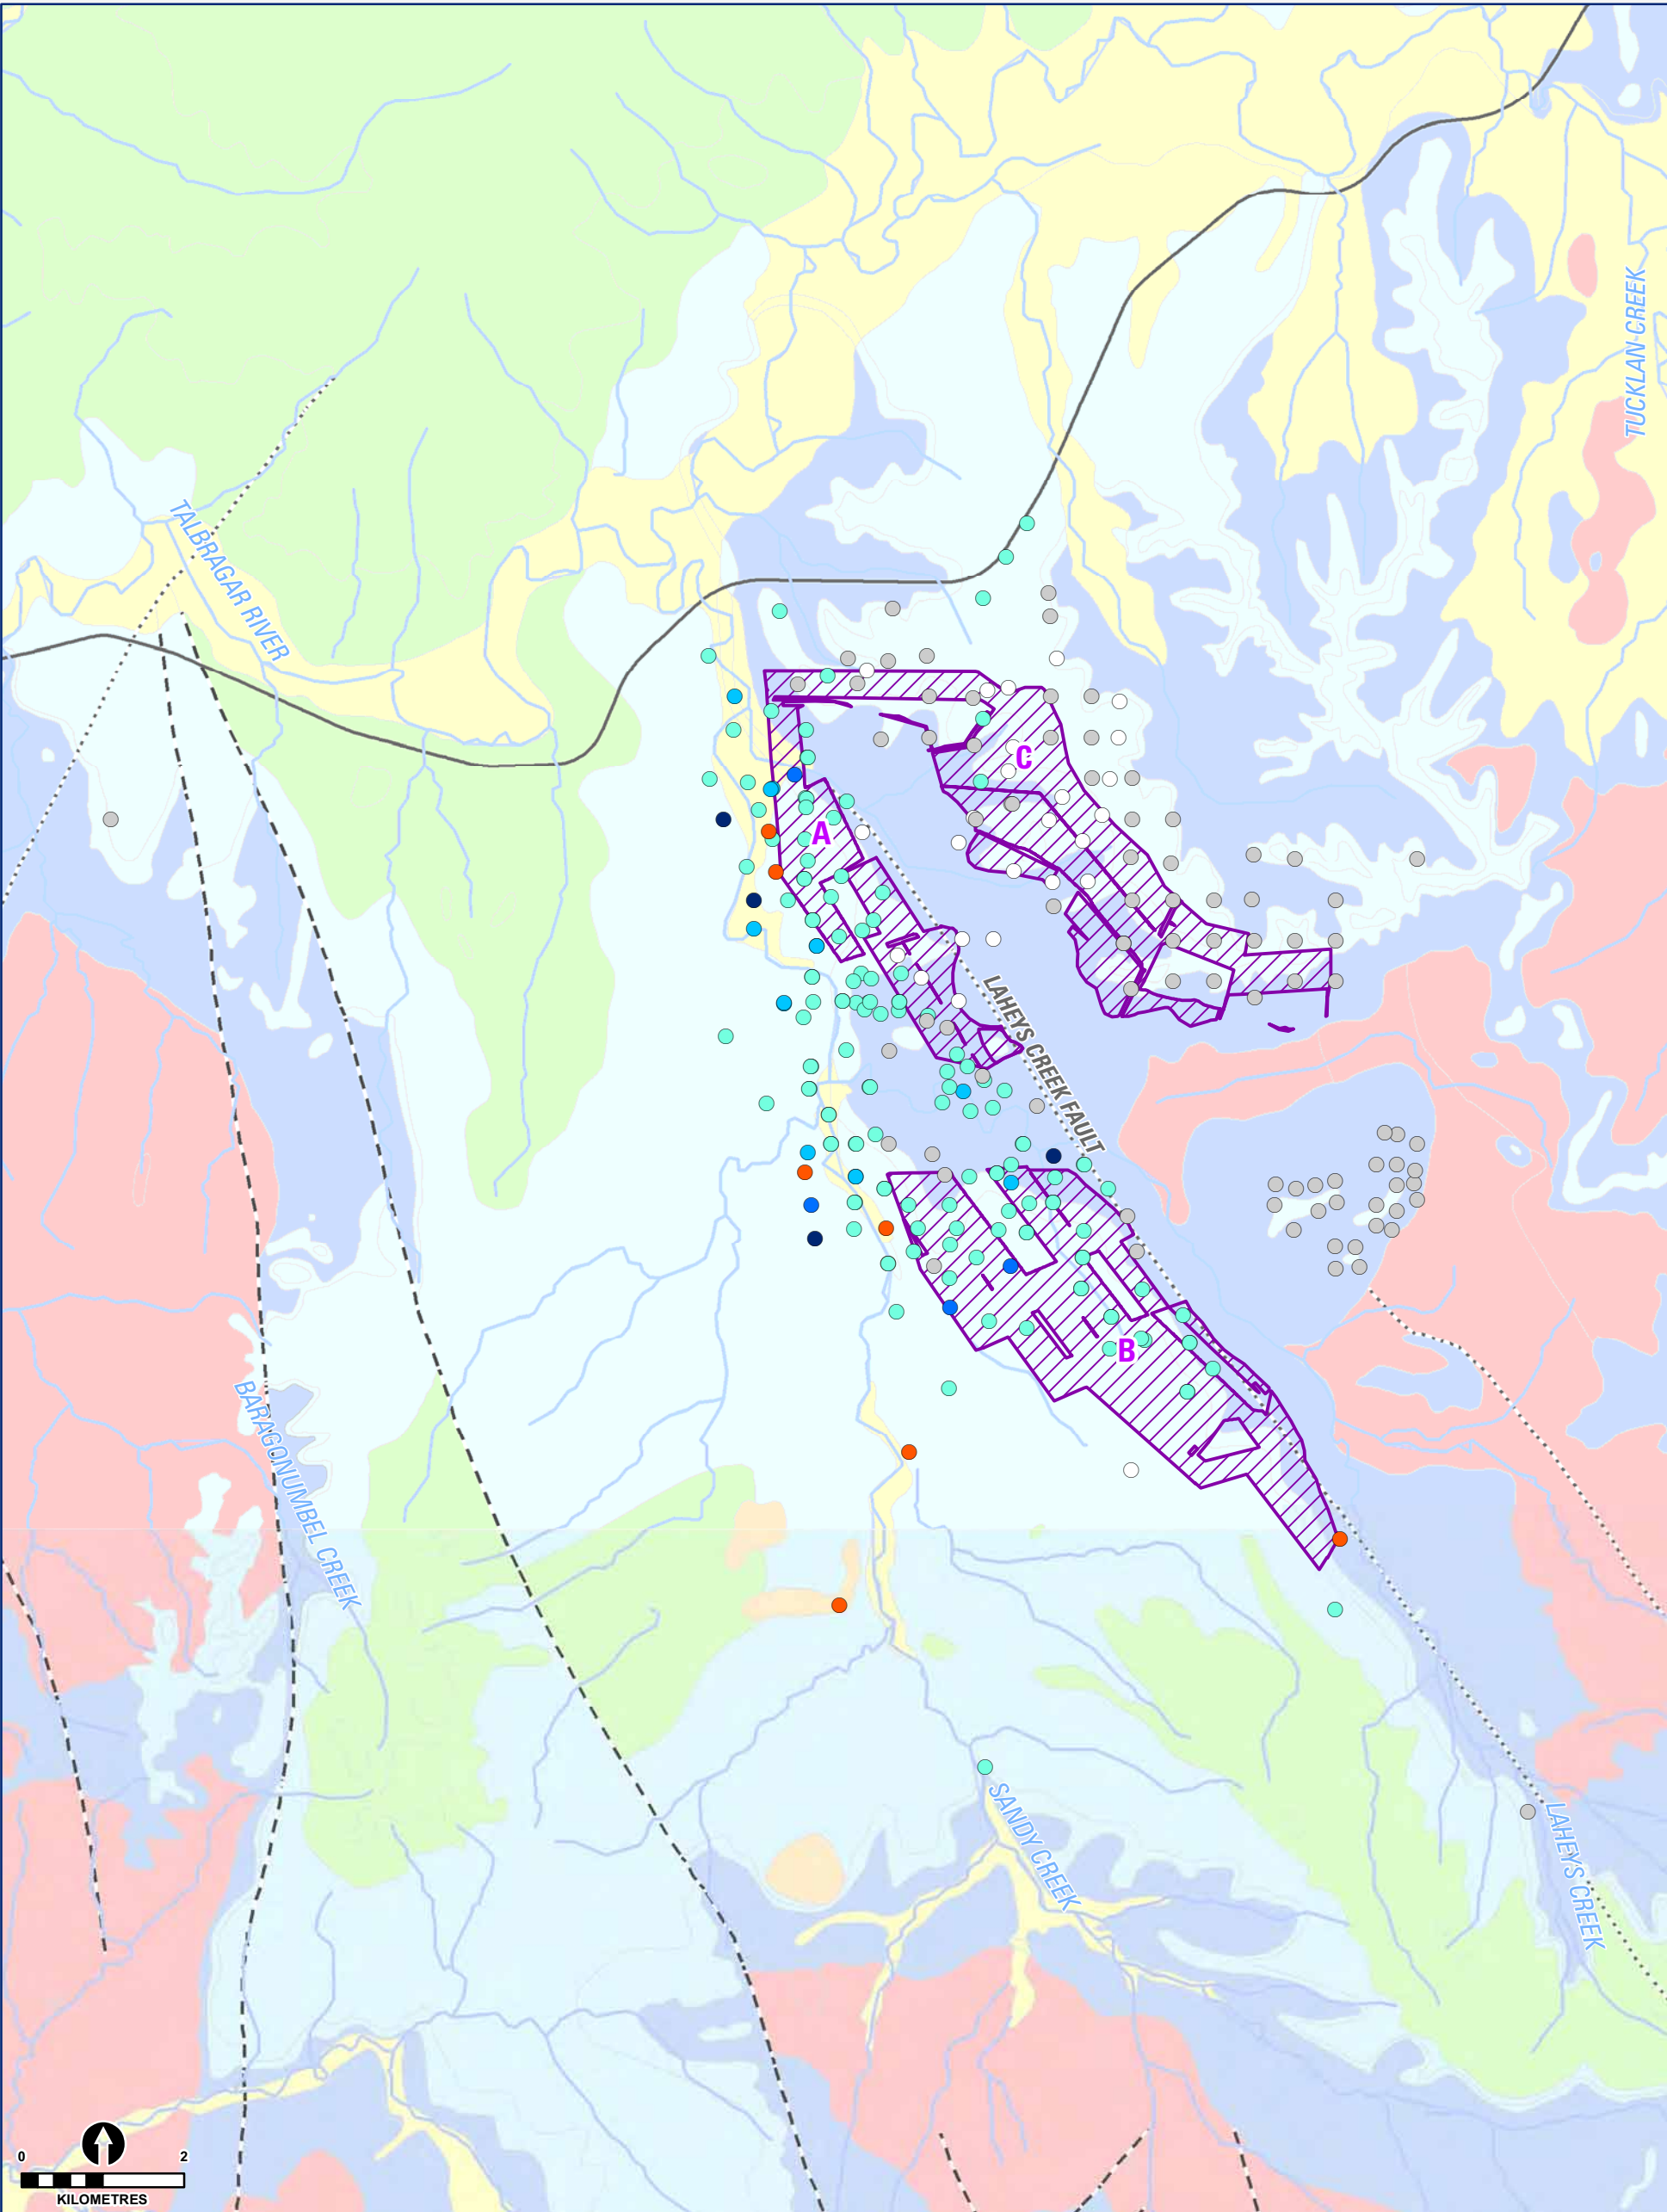 TUCKLAN CREEK
TALBRAGAR RIVER
C
A
LAHEYS CREEK FAULT
B
BARAGONUMBEL CREEK
SANDY CREEK
LAHEYS CREEK
0 2
KILOMETRES